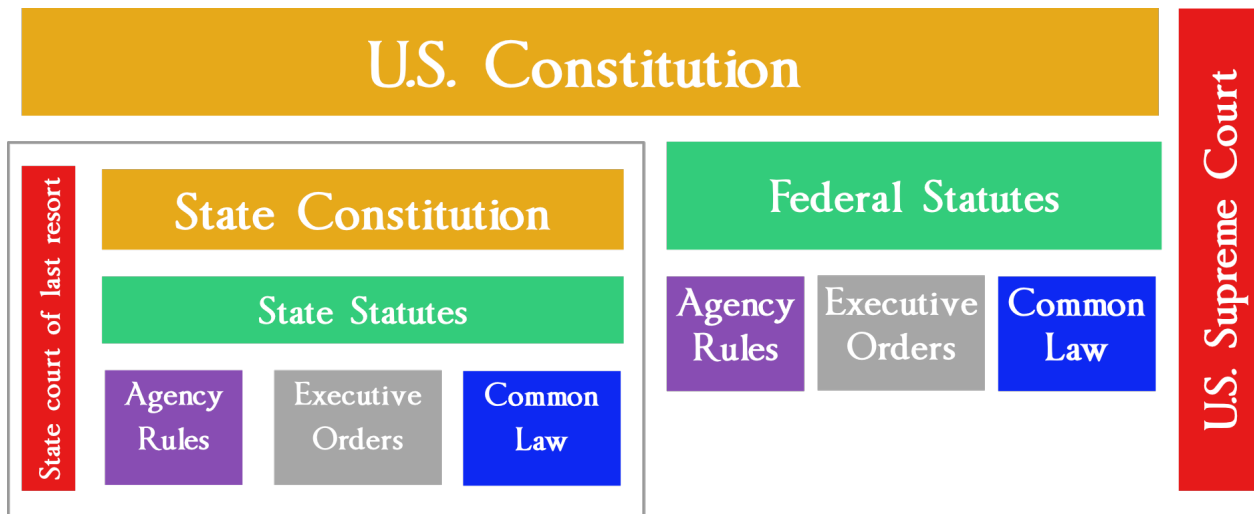 U.S. Constitution
State court of last resort
State Constitution
State Statutes
Agency
Rules
Executive
Orders
Common
Law
Federal Statutes
Agency
Rules
Executive
Orders
Common
Law
U.S. Supreme Court